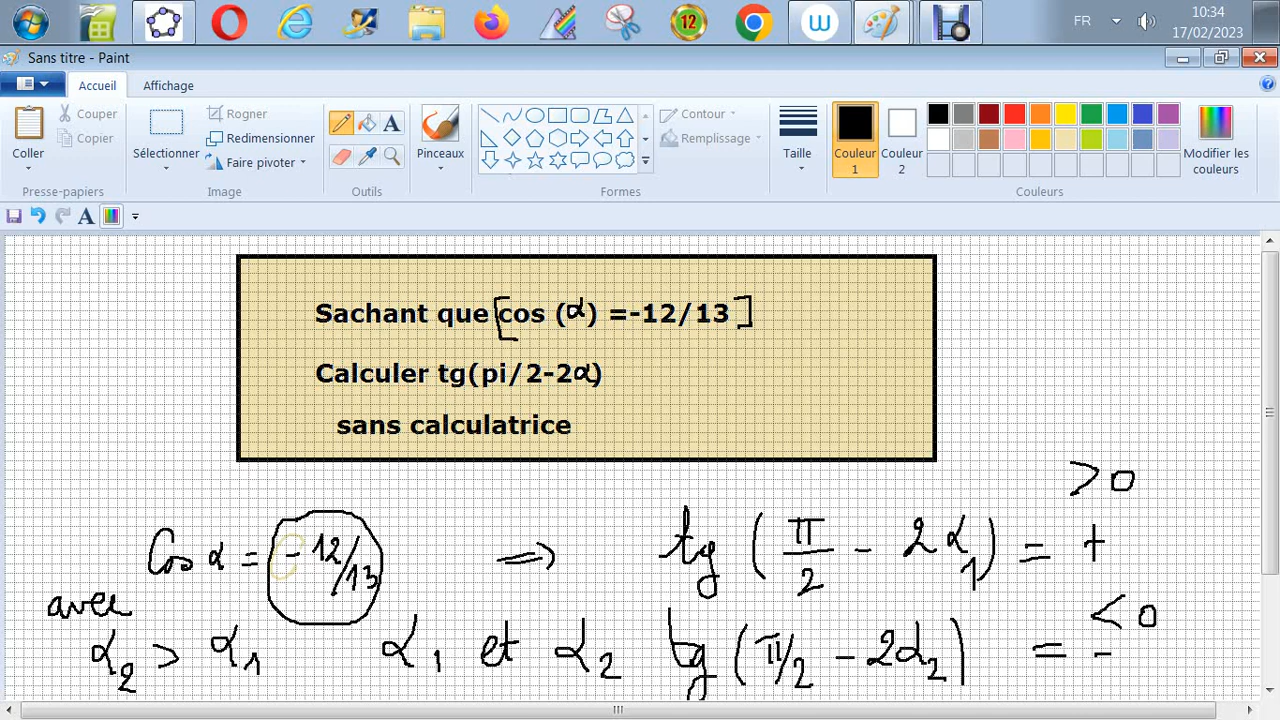 12
W
FR
10:34
17/02/2023
Sans titre - Paint
Accueil Affichage
Coller
Couper
Copier
Presse-papiers
Sélectionner
Rogner
Redimensionner
Faire pivoter
Image
A
Outils
Pinceaux
Contour
Remplissage
Formes
Taille
Couleur 1
Couleur 2
Modifier les couleurs
Couleurs
A
Sachant que [cos (α) =-12/13 ]
Calculer tg(pi/2-2α)
sans calculatrice
> 0
Cos α = -12/13 => tg (π/2 - 2α1) = +
avec
< 0
α2 > α1 α1 et α2 tg (π/2 - 2α2) = -